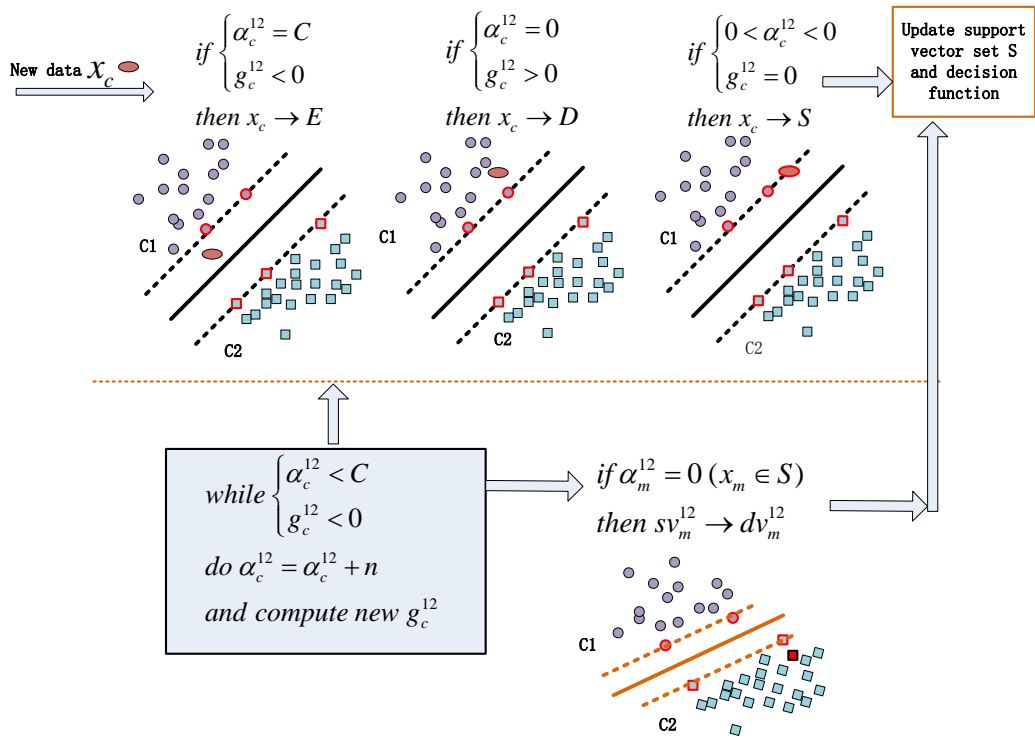 New data x_c
if { α_c^{12} = C
g_c^{12} < 0
then x_c → E
if { α_c^{12} = 0
g_c^{12} > 0
then x_c → D
if { 0 < α_c^{12} < 0
g_c^{12} = 0
then x_c → S
Update support
vector set S
and decision
function
C1
C2
C1
C2
C1
C2
while { α_c^{12} < C
g_c^{12} < 0
do α_c^{12} = α_c^{12} + n
and compute new g_c^{12}
if α_m^{12} = 0 (x_m ∈ S)
then sv_m^{12} → dv_m^{12}
C1
C2